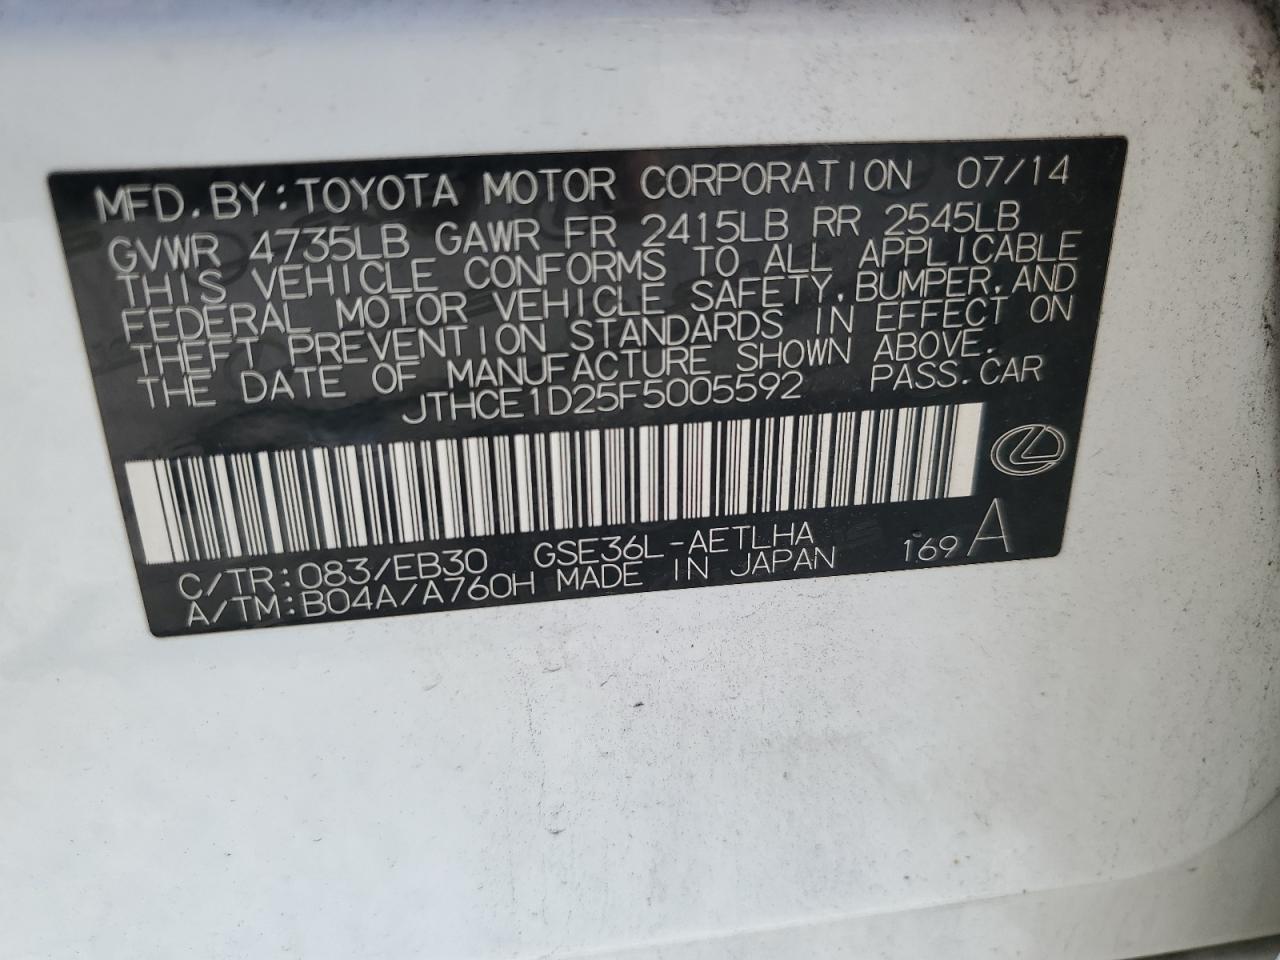 MFD. BY: TOYOTA MOTOR CORPORATION 07/14
GVWR 4735LB GAWR FR 2415LB RR 2545LB
THIS VEHICLE CONFORMS TO ALL APPLICABLE
FEDERAL MOTOR VEHICLE SAFETY, BUMPER, AND
THEFT PREVENTION STANDARDS IN EFFECT ON
THE DATE OF MANUFACTURE SHOWN ABOVE.
JTHCE1D25F5005592 PASS. CAR
C/TR: 083/EB30 GSE36L-AETLHA
A/TM: B04A/A760H MADE IN JAPAN 169 A